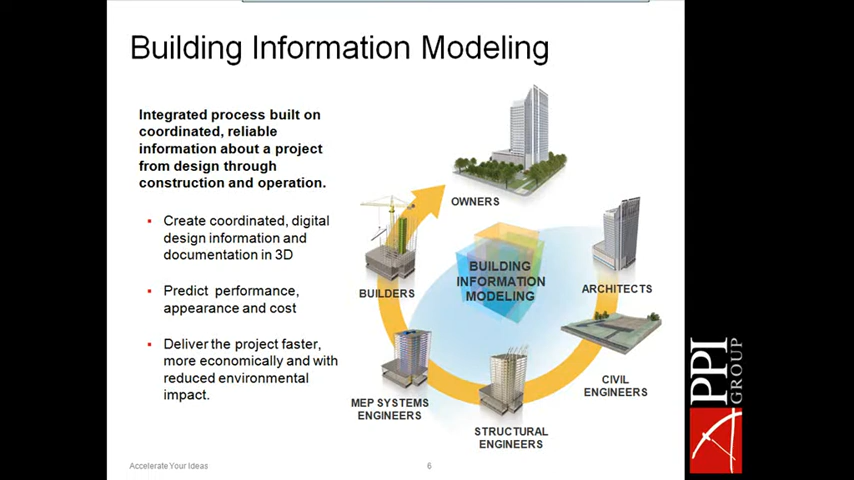 Building Information Modeling
Integrated process built on
coordinated, reliable
information about a project
from design through
construction and operation.
▪ Create coordinated, digital
design information and
documentation in 3D
▪ Predict performance,
appearance and cost
▪ Deliver the project faster,
more economically and with
reduced environmental
impact.
OWNERS
BUILDING
INFORMATION
MODELING
ARCHITECTS
BUILDERS
CIVIL
ENGINEERS
MEP SYSTEMS
ENGINEERS
STRUCTURAL
ENGINEERS
Accelerate Your Ideas
6
APPI
GROUP